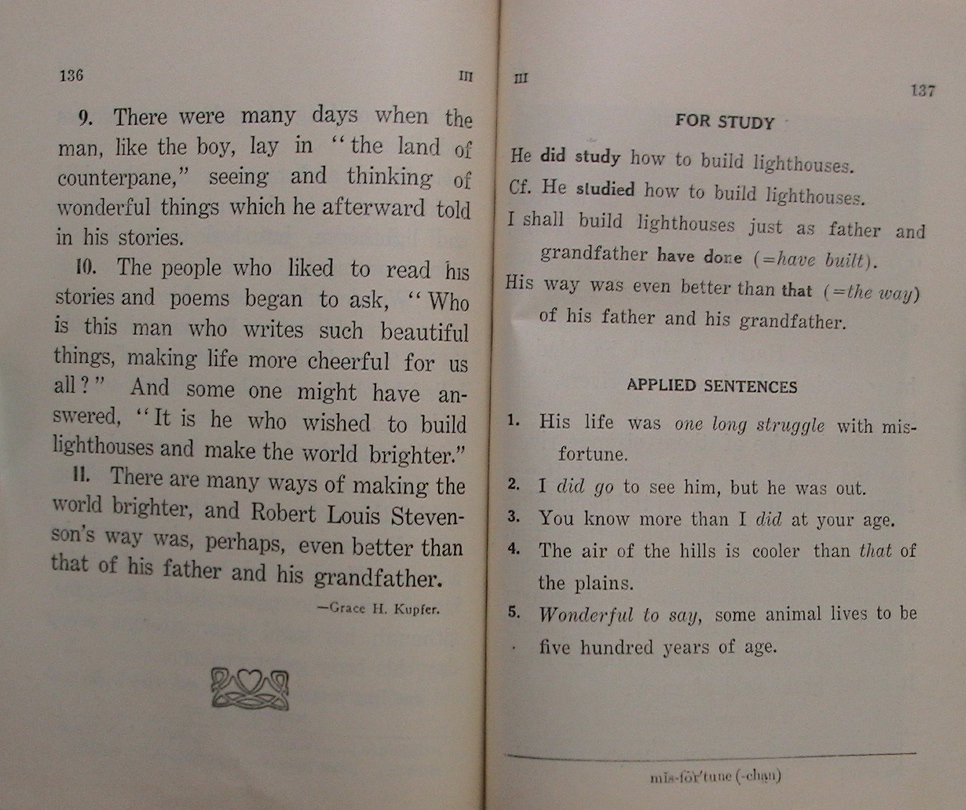 136 III
9. There were many days when the
man, like the boy, lay in “the land of
counterpane,” seeing and thinking of
wonderful things which he afterward told
in his stories.
10. The people who liked to read his
stories and poems began to ask, “Who
is this man who writes such beautiful
things, making life more cheerful for us
all?” And some one might have an-
swered, “It is he who wished to build
lighthouses and make the world brighter.”
11. There are many ways of making the
world brighter, and Robert Louis Steven-
son’s way was, perhaps, even better than
that of his father and his grandfather.
—Grace H. Kupfer.
III 137
FOR STUDY
He did study how to build lighthouses.
Cf. He studied how to build lighthouses.
I shall build lighthouses just as father and
grandfather have done (=have built).
His way was even better than that (=the way)
of his father and his grandfather.
APPLIED SENTENCES
1. His life was one long struggle with mis-
fortune.
2. I did go to see him, but he was out.
3. You know more than I did at your age.
4. The air of the hills is cooler than that of
the plains.
5. Wonderful to say, some animal lives to be
five hundred years of age.
mis-fôr′tune (-chạn)